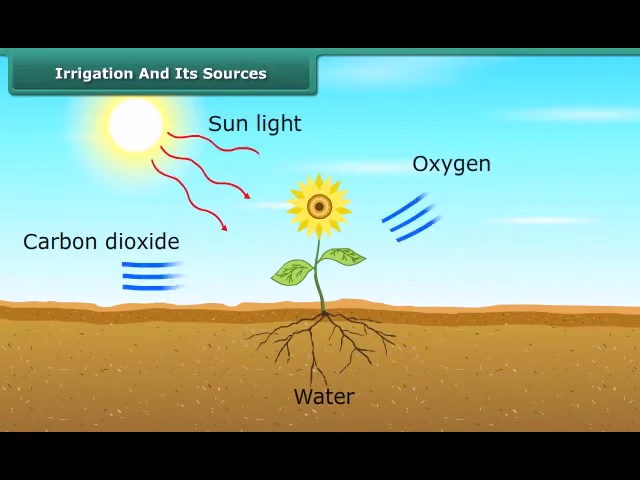 Irrigation And Its Sources
Sun light
Oxygen
Carbon dioxide
Water